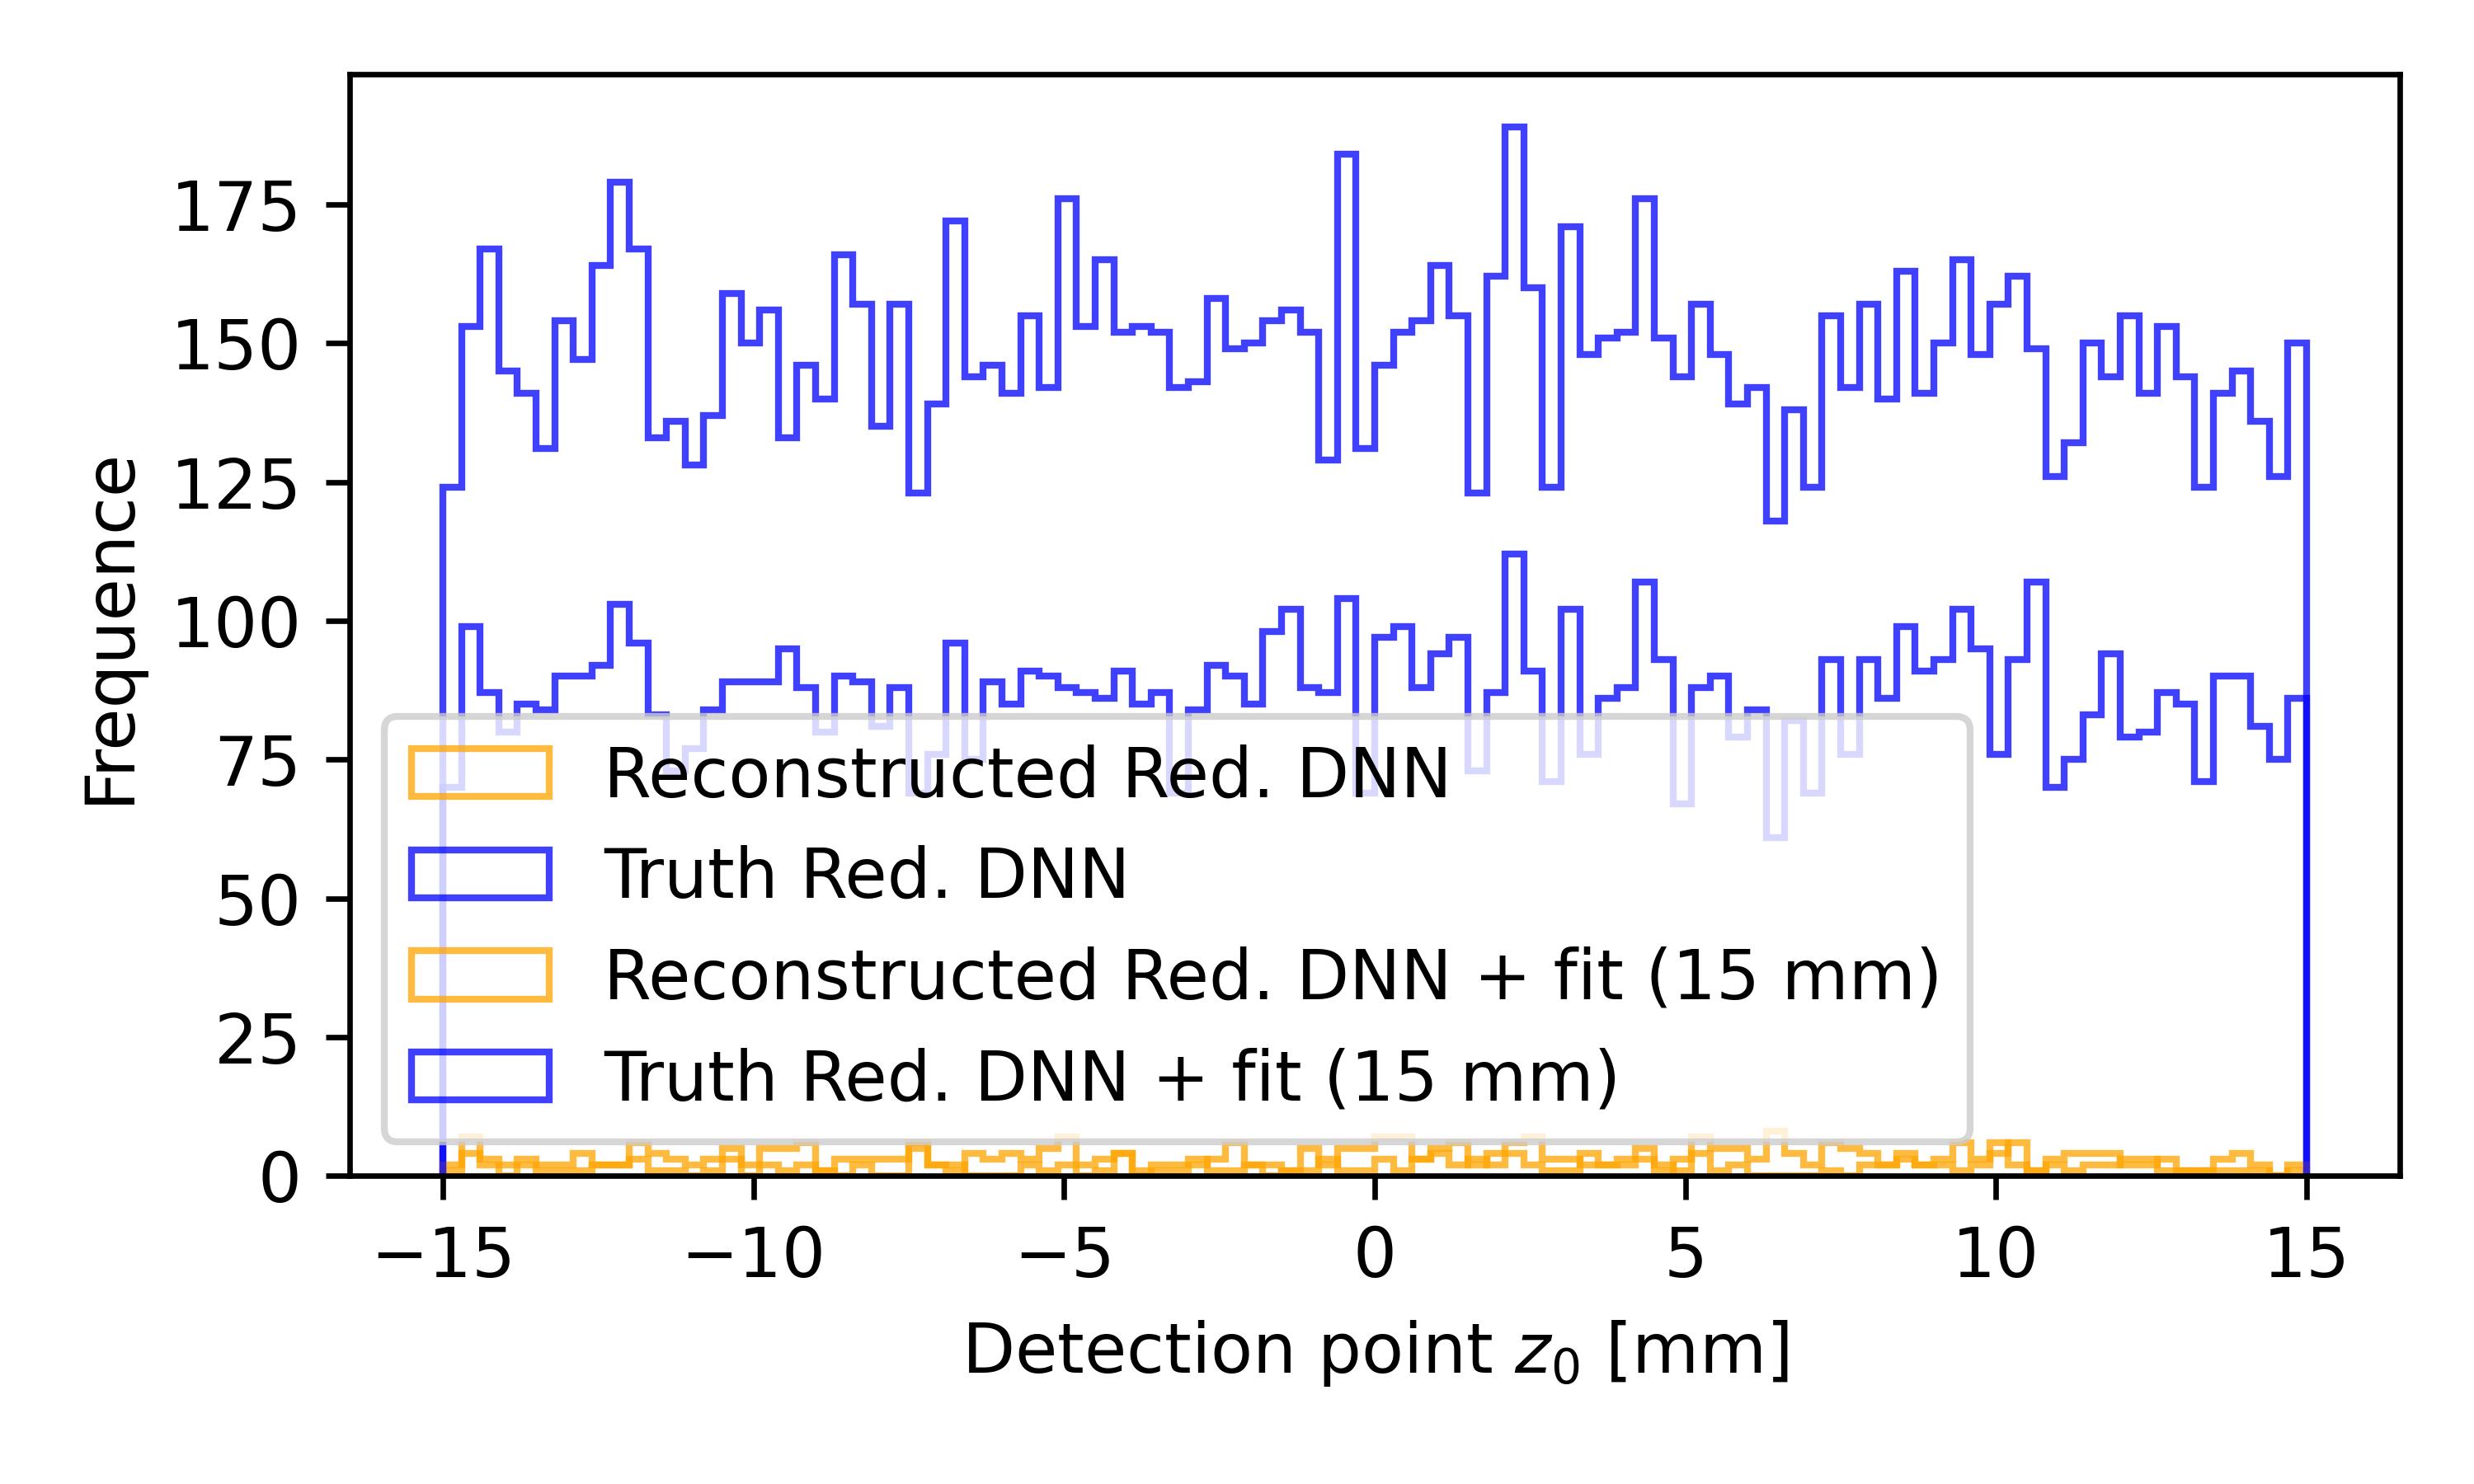 Frequence
175
150
125
100
75
50
25
0
Reconstructed Red. DNN
Truth Red. DNN
Reconstructed Red. DNN + fit (15 mm)
Truth Red. DNN + fit (15 mm)
−15 −10 −5 0 5 10 15
Detection point z₀ [mm]